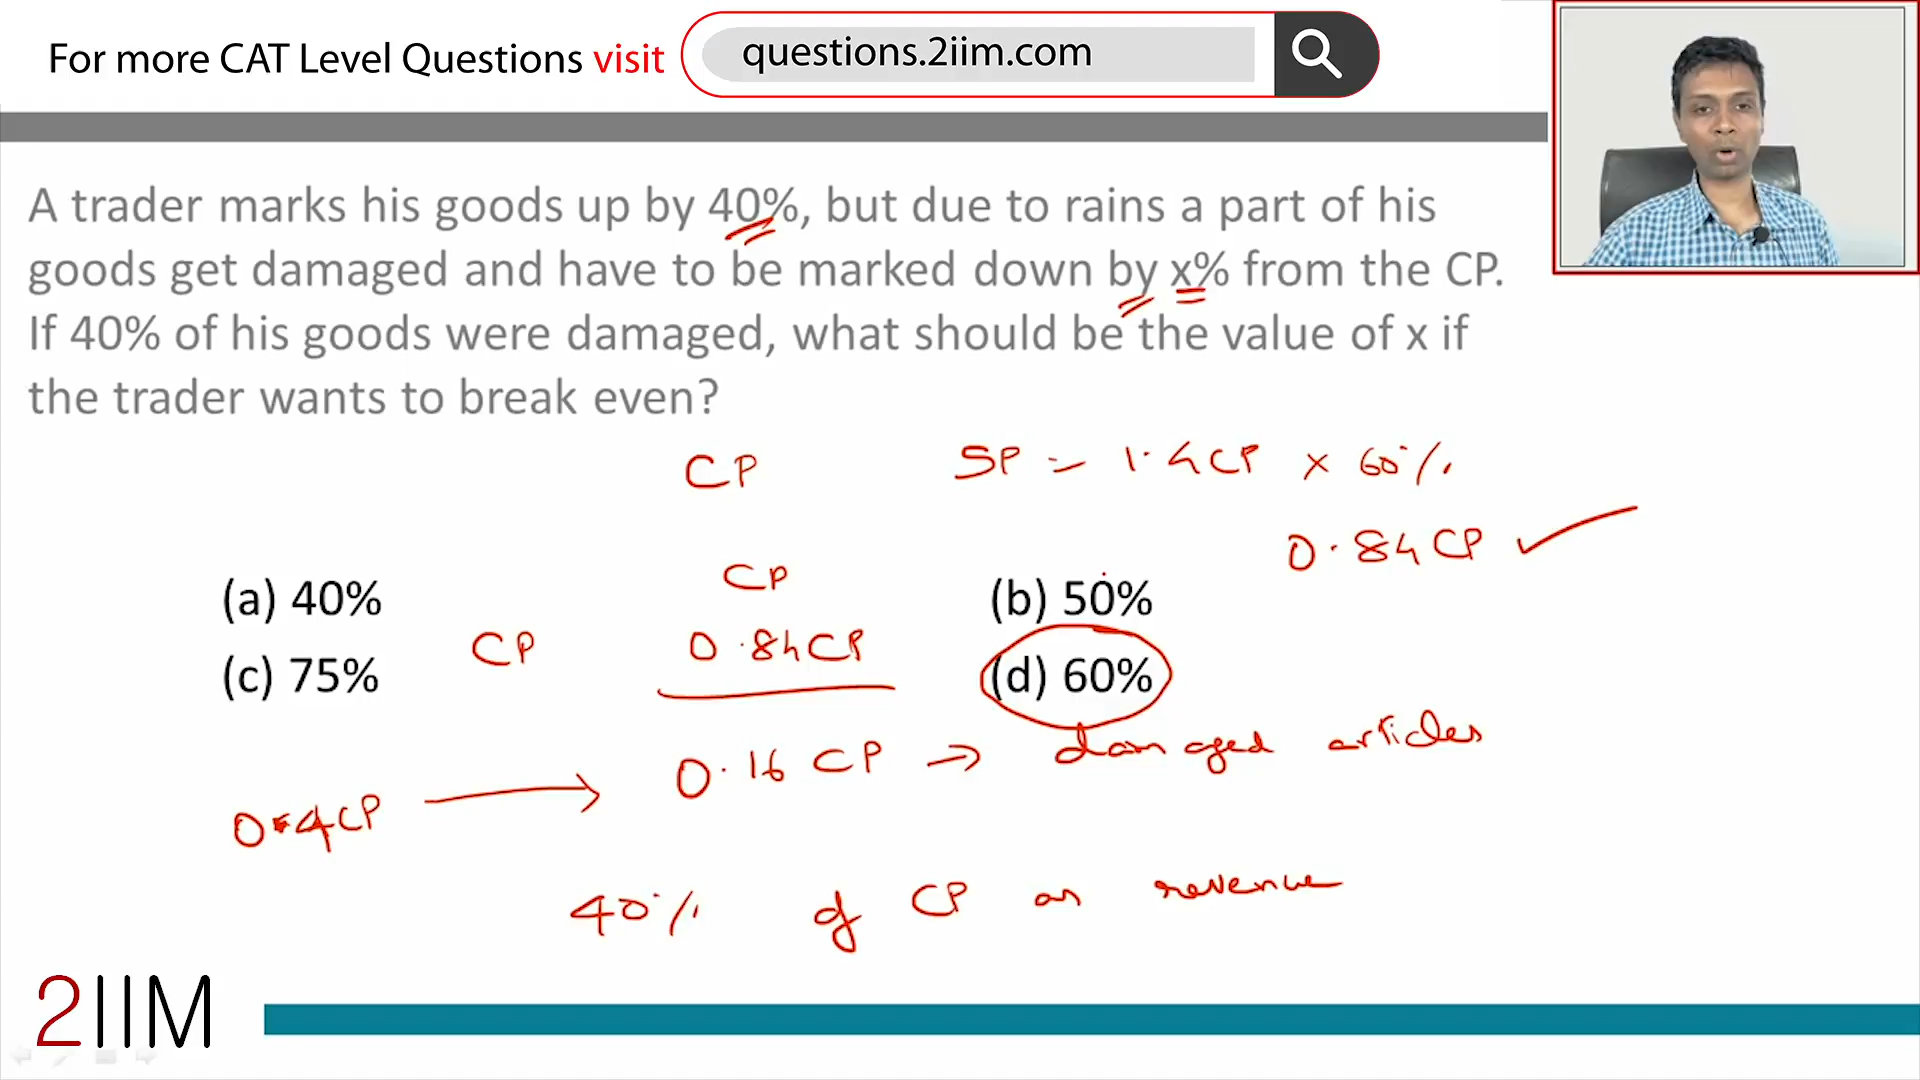 For more CAT Level Questions visit questions.2iim.com
A trader marks his goods up by 40%, but due to rains a part of his
goods get damaged and have to be marked down by x% from the CP.
If 40% of his goods were damaged, what should be the value of x if
the trader wants to break even?
CP SP = 1.4CP × 60%
0.84CP
CP
(a) 40% (b) 50%
CP 0.84CP
(c) 75% (d) 60%
0.16 CP → damaged articles
0.4CP
40% of CP as revenue
2IIM